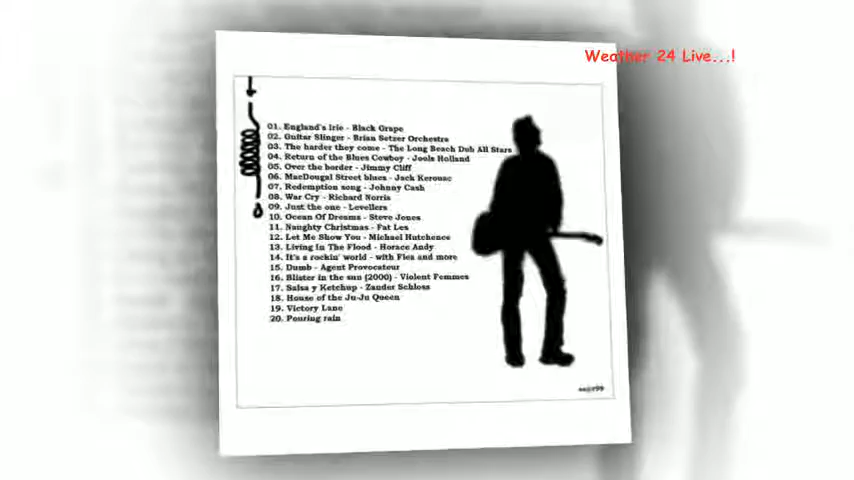 Weather 24 Live...!
01. England's Irie - Black Grape
02. Guitar Slinger - Brian Setzer Orchestre
03. The harder they come - The Long Beach Dub All Stars
04. Return of the Blues Cowboy - Jools Holland
05. Over the border - Jimmy Cliff
06. MacDougal Street blues - Jack Kerouac
07. Redemption song - Johnny Cash
08. War Cry - Richard Norris
09. Just the one - Levellers
10. Ocean Of Dreams - Steve Jones
11. Naughty Christmas - Fat Les
12. Let Me Show You - Michael Hutchence
13. Living In The Flood - Horace Andy
14. It's a rockin' world - with Flea and more
15. Dumb - Agent Provocateur
16. Blister in the sun (2000) - Violent Femmes
17. Salsa y Ketchup - Zander Schloss
18. House of the Ju-Ju Queen
19. Victory Lane
20. Pouring rain